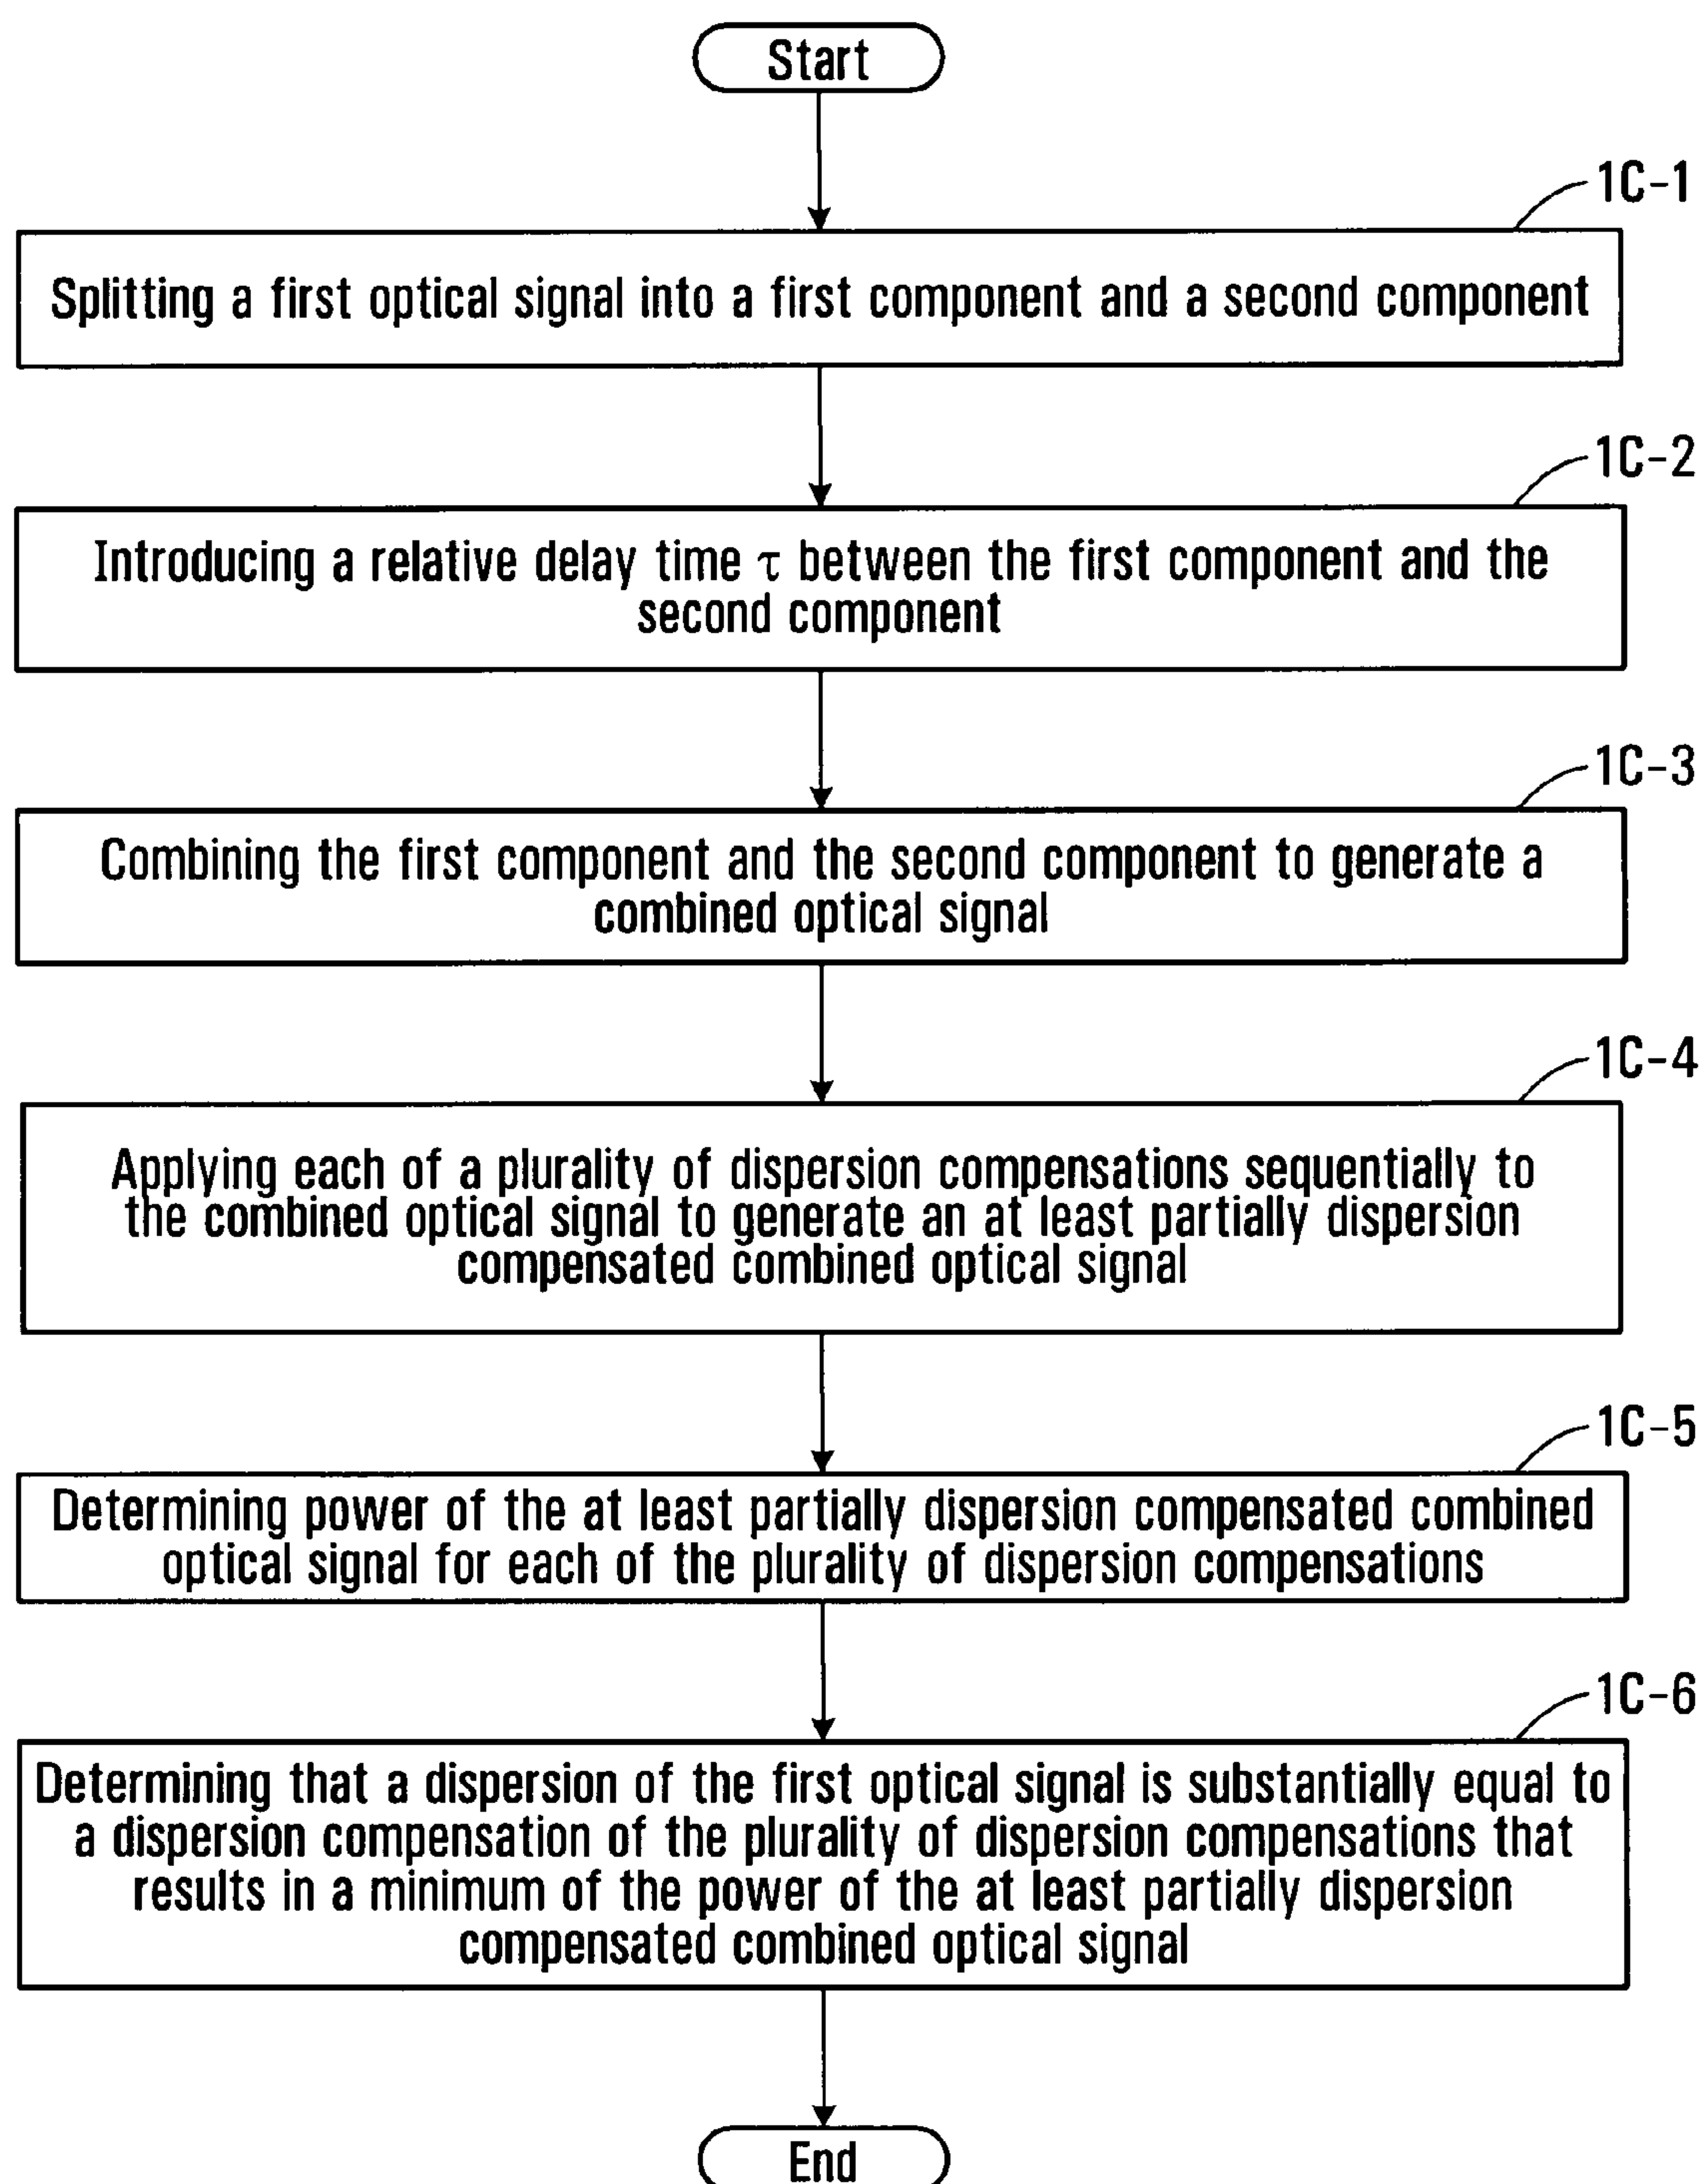 Start
1C-1
Splitting a first optical signal into a first component and a second component
1C-2
Introducing a relative delay time τ between the first component and the
second component
1C-3
Combining the first component and the second component to generate a
combined optical signal
1C-4
Applying each of a plurality of dispersion compensations sequentially to
the combined optical signal to generate an at least partially dispersion
compensated combined optical signal
1C-5
Determining power of the at least partially dispersion compensated combined
optical signal for each of the plurality of dispersion compensations
1C-6
Determining that a dispersion of the first optical signal is substantially equal to
a dispersion compensation of the plurality of dispersion compensations that
results in a minimum of the power of the at least partially dispersion
compensated combined optical signal
End